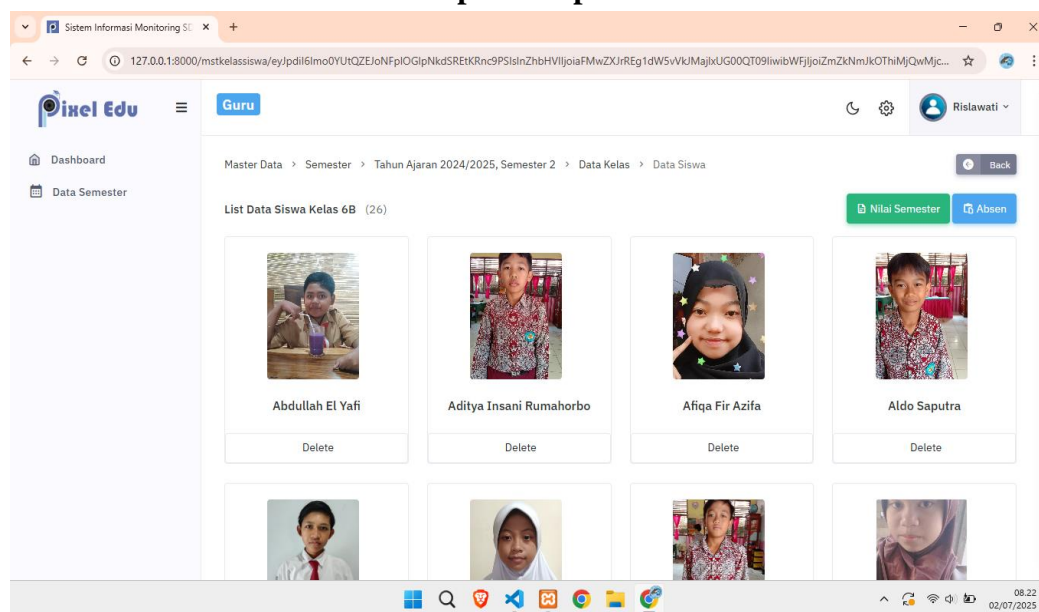 Sistem Informasi Monitoring SD
127.0.0.1:8000/mstkelassiswa/
Pixel Edu
Guru
Rislawati
Dashboard
Data Semester
Master Data > Semester > Tahun Ajaran 2024/2025, Semester 2 > Data Kelas > Data Siswa
Back
List Data Siswa Kelas 6B (26)
Nilai Semester
Absen
Abdullah El Yafi
Aditya Insani Rumahorbo
Afiqa Fir Azifa
Aldo Saputra
Delete
Delete
Delete
Delete
08.22
02/07/2025